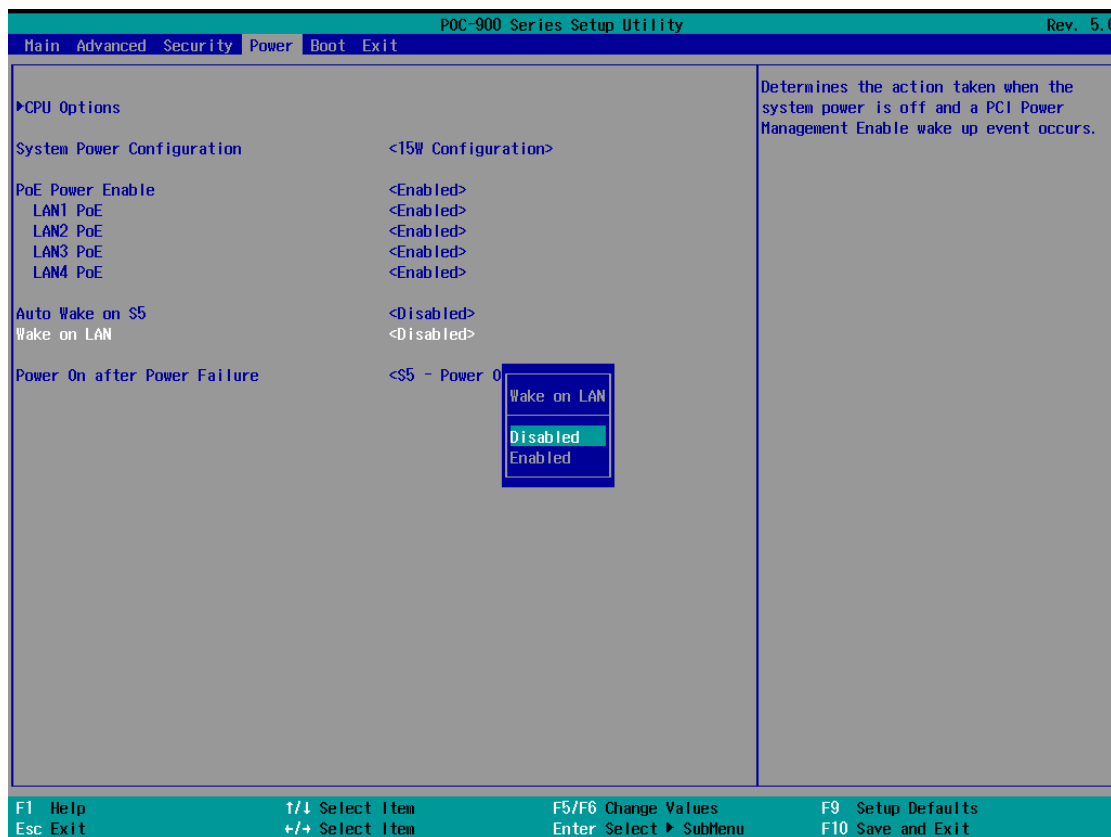 POC-900 Series Setup Utility Rev. 5.
Main Advanced Security Power Boot Exit
▶CPU Options
System Power Configuration <15W Configuration>
PoE Power Enable <Enabled>
LAN1 PoE <Enabled>
LAN2 PoE <Enabled>
LAN3 PoE <Enabled>
LAN4 PoE <Enabled>
Auto Wake on S5 <Disabled>
Wake on LAN <Disabled>
Power On after Power Failure <S5 - Power O
Wake on LAN
Disabled
Enabled
Determines the action taken when the
system power is off and a PCI Power
Management Enable wake up event occurs.
F1 Help ↑/↓ Select Item F5/F6 Change Values F9 Setup Defaults
Esc Exit ←/→ Select Item Enter Select ▶ SubMenu F10 Save and Exit